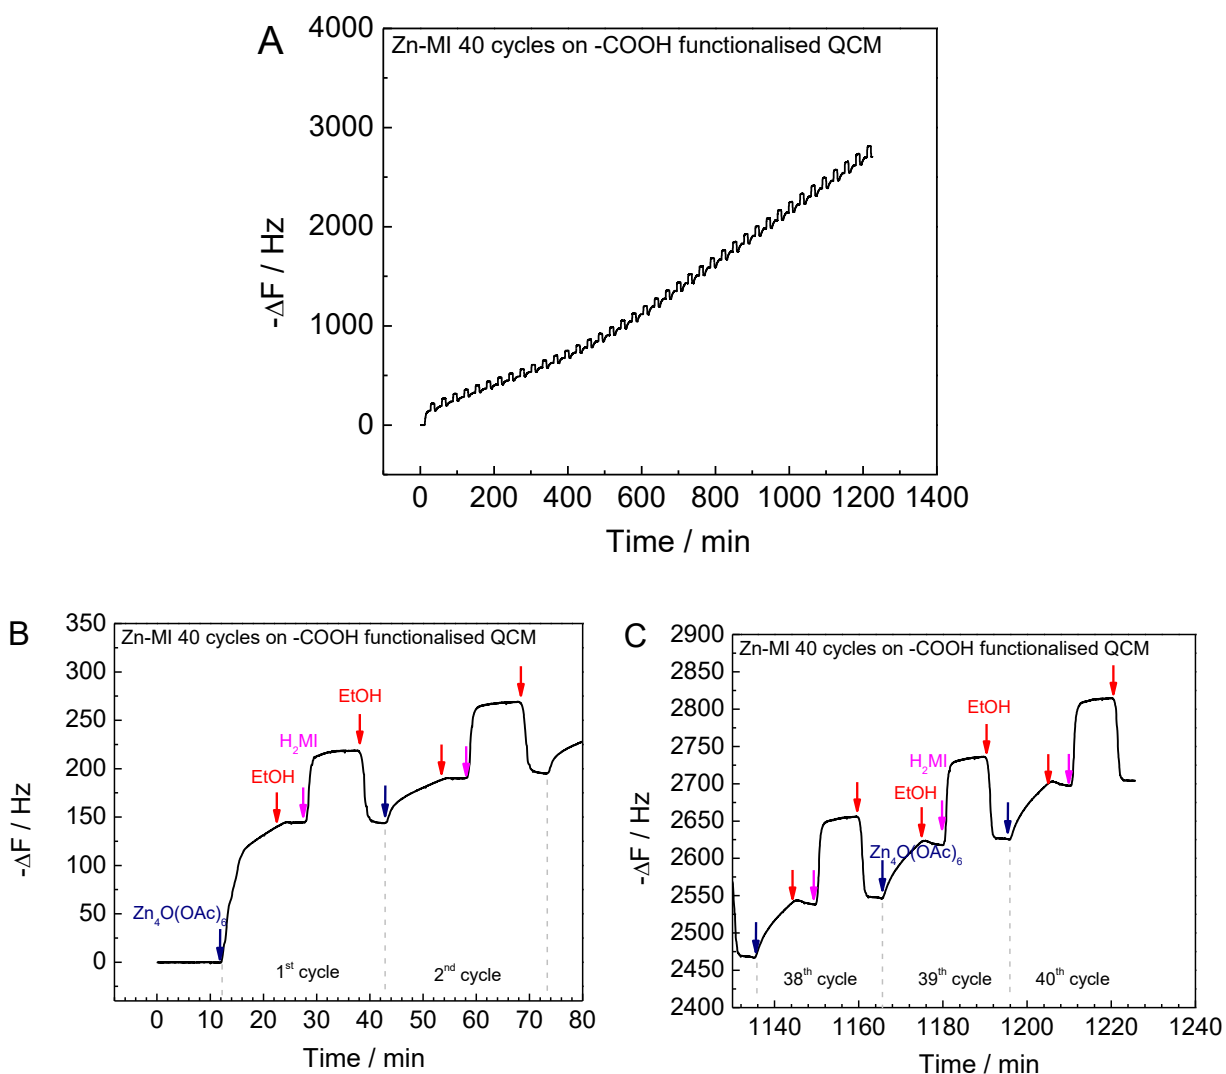 A
Zn-MI 40 cycles on -COOH functionalised QCM
4000
3000
2000
1000
0
-ΔF / Hz
0 200 400 600 800 1000 1200 1400
Time / min
B
Zn-MI 40 cycles on -COOH functionalised QCM
350
300
250
200
150
100
50
0
-ΔF / Hz
EtOH
H₂MI
EtOH
Zn₄O(OAc)₆
1ˢᵗ cycle
2ⁿᵈ cycle
0 10 20 30 40 50 60 70 80
Time / min
C
Zn-MI 40 cycles on -COOH functionalised QCM
2900
2850
2800
2750
2700
2650
2600
2550
2500
2450
2400
-ΔF / Hz
EtOH
H₂MI
EtOH
Zn₄O(OAc)₆
38ᵗʰ cycle
39ᵗʰ cycle
40ᵗʰ cycle
1140 1160 1180 1200 1220 1240
Time / min